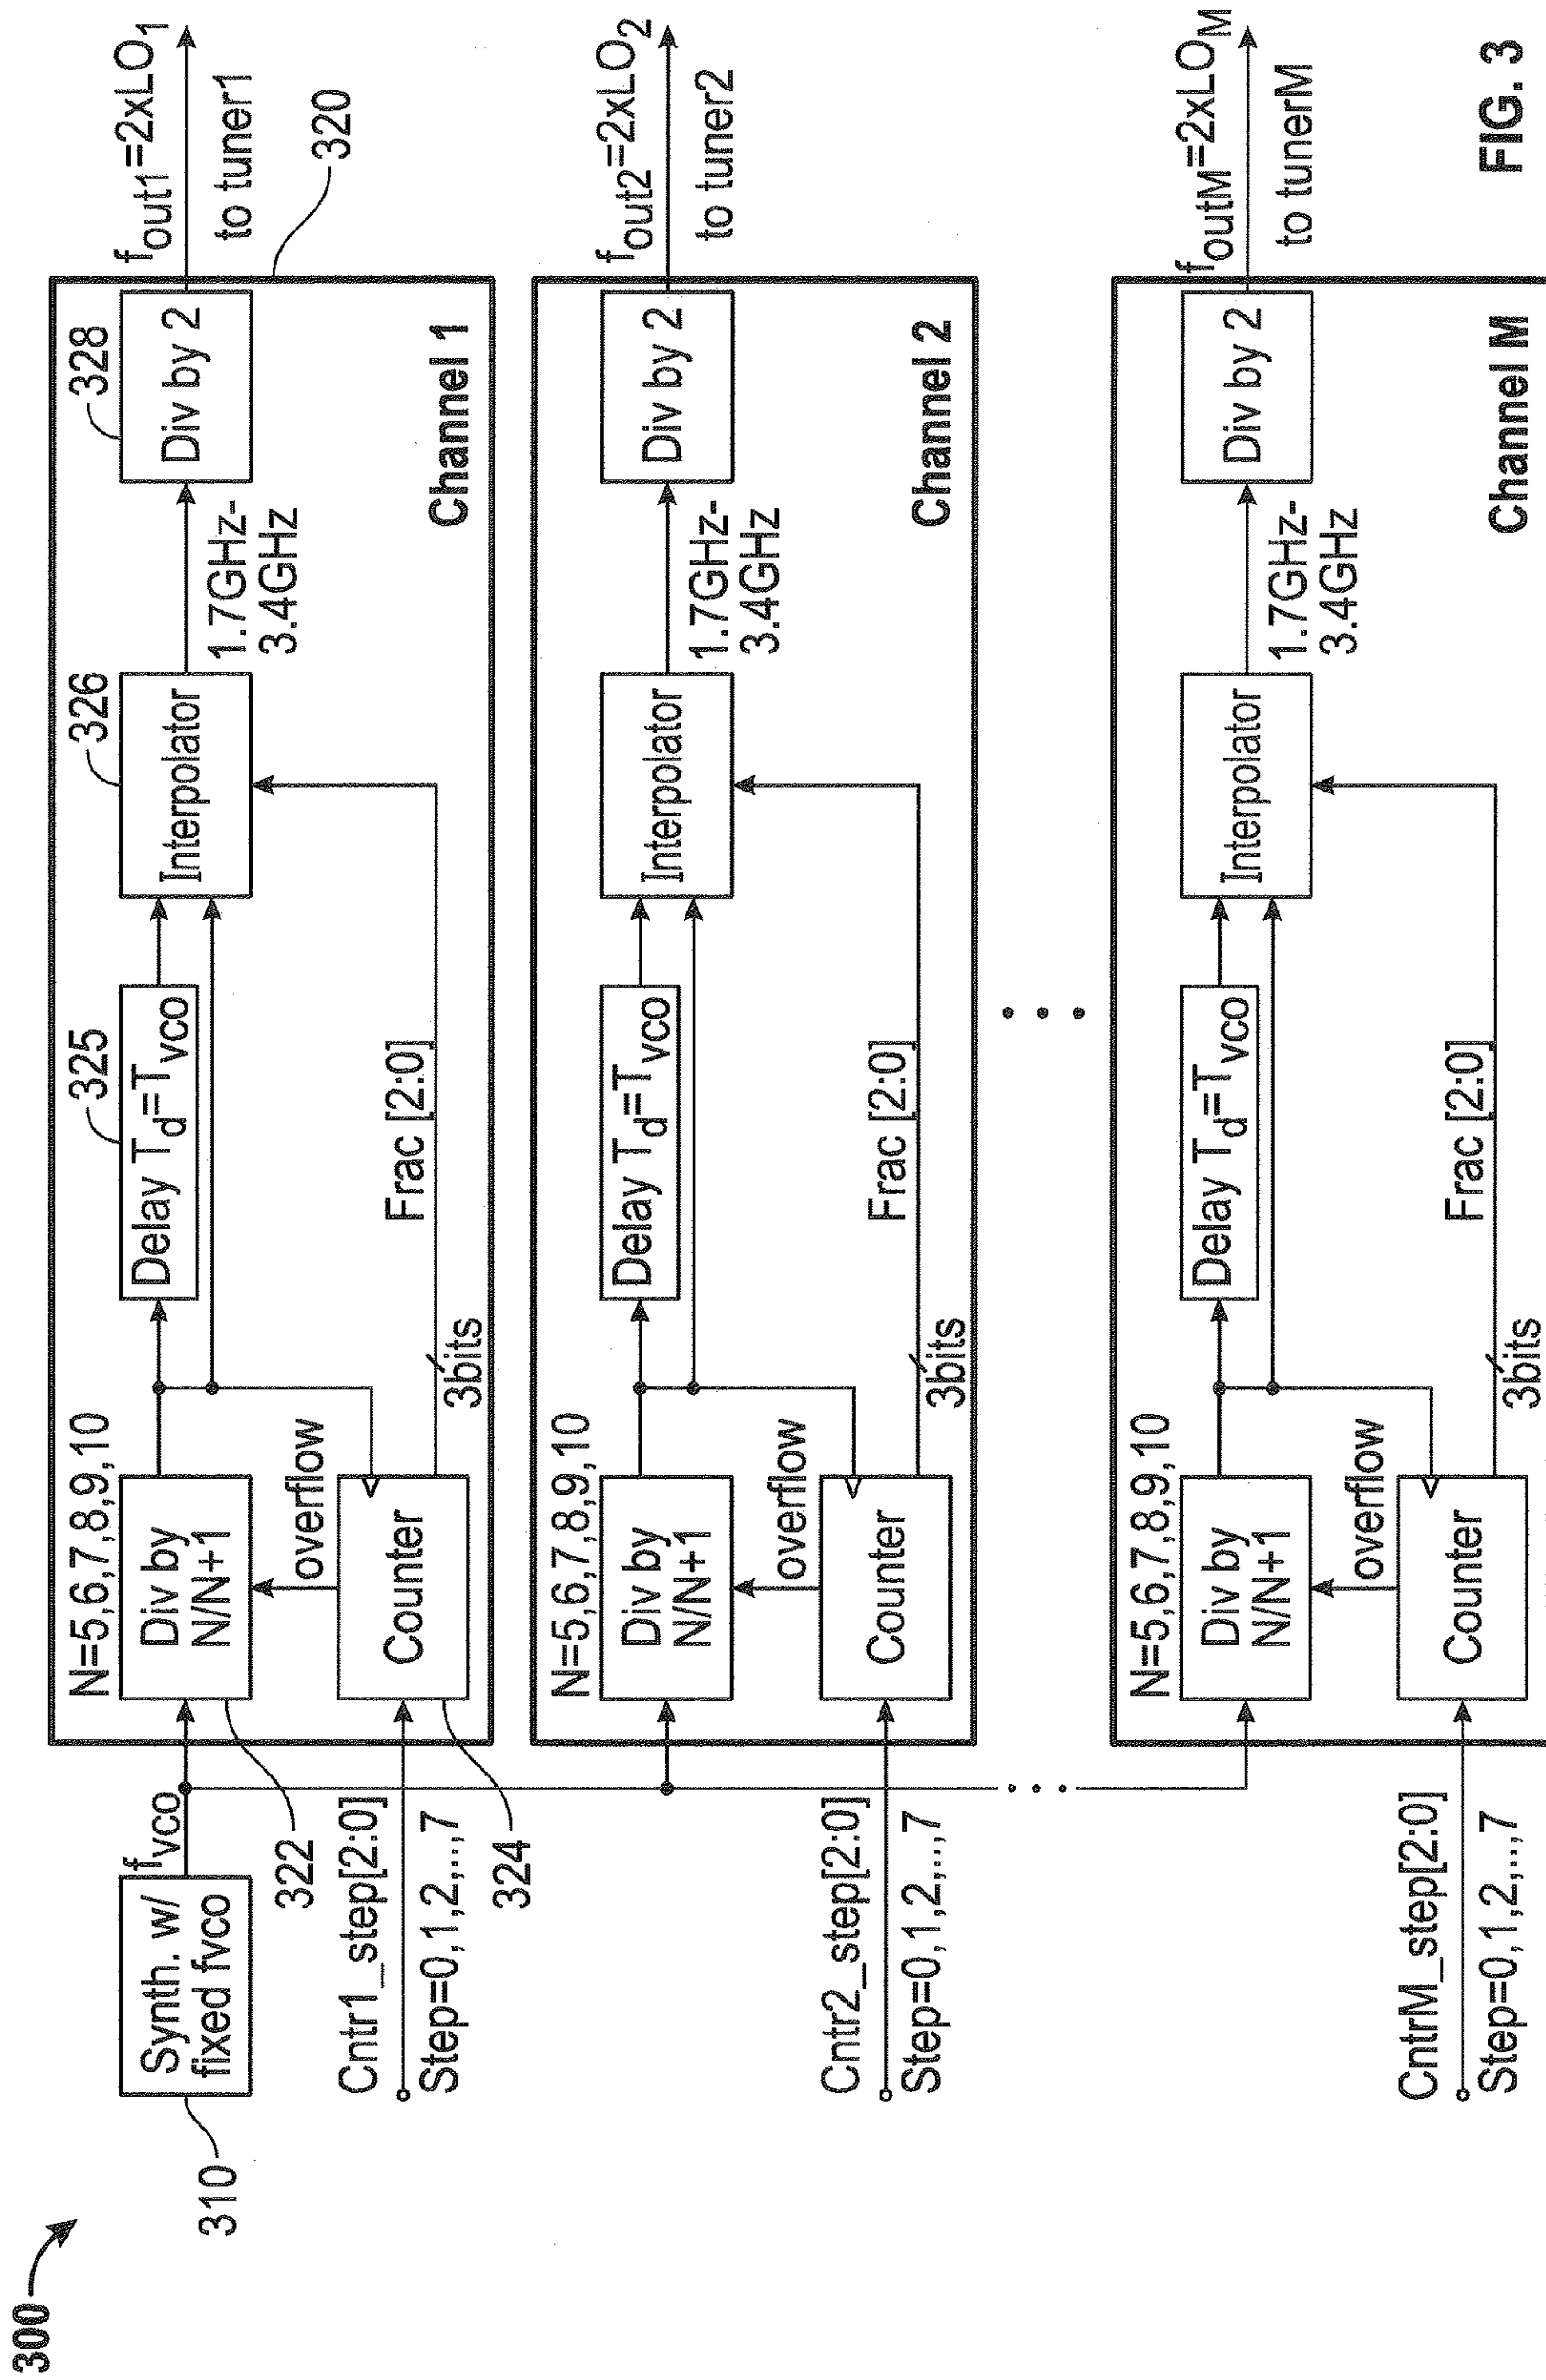 300
310
Synth. w/
fixed fvco
fvco
N=5,6,7,8,9,10
Div by
N/N+1
322
overflow
Counter
324
Cntr1_step[2:0]
Step=0,1,2,..,7
3bits
Frac [2:0]
325
Delay Td=Tvco
326
Interpolator
1.7GHz-
3.4GHz
328
Div by 2
Channel 1
fout1=2xLO1
to tuner1
320
N=5,6,7,8,9,10
Div by
N/N+1
overflow
Counter
Cntr2_step[2:0]
Step=0,1,2,..,7
3bits
Frac [2:0]
Delay Td=Tvco
Interpolator
1.7GHz-
3.4GHz
Div by 2
Channel 2
fout2=2xLO2
to tuner2
N=5,6,7,8,9,10
Div by
N/N+1
overflow
Counter
CntrM_step[2:0]
Step=0,1,2,..,7
3bits
Frac [2:0]
Delay Td=Tvco
Interpolator
1.7GHz-
3.4GHz
Div by 2
Channel M
foutM=2xLOM
to tunerM
FIG. 3